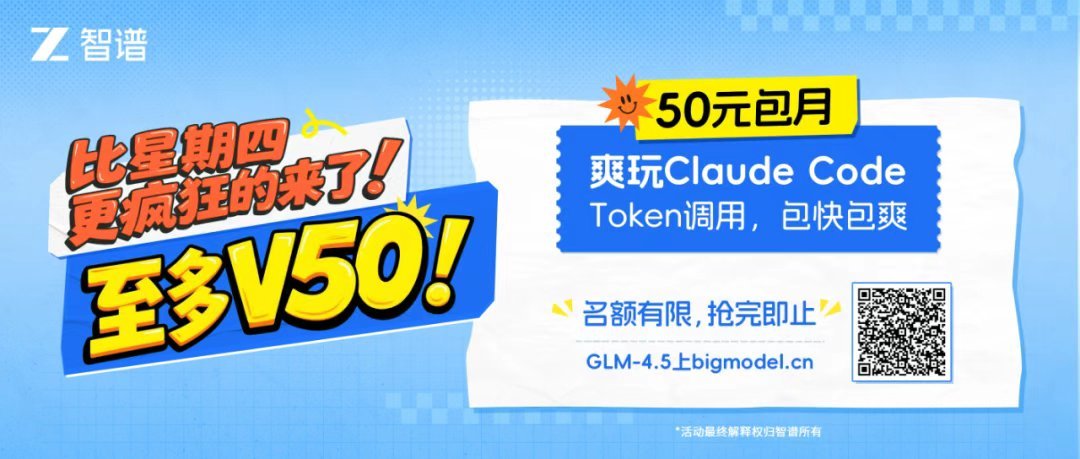 智谱
比星期四
更疯狂的来了!
至多V50!
50元包月
爽玩Claude Code
Token调用，包快包爽
名额有限，抢完即止
GLM-4.5上bigmodel.cn
*活动最终解释权归智谱所有